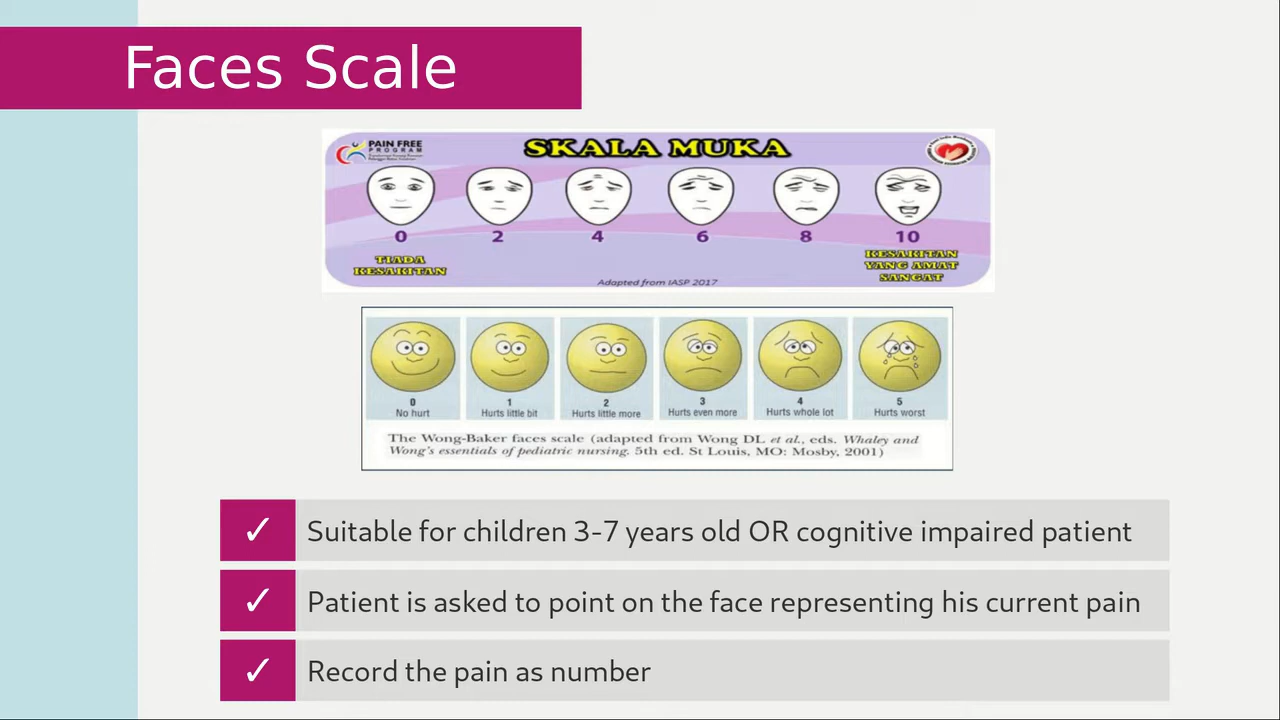 Faces Scale
PAIN FREE
PROGRAM
SKALA MUKA
0 2 4 6 8 10
TIADA
KESAKITAN
KESAKITAN
YANG AMAT
SANGAT
Adapted from IASP 2017
0 1 2 3 4 5
No hurt Hurts little bit Hurts little more Hurts even more Hurts whole lot Hurts worst
The Wong-Baker faces scale (adapted from Wong DL et al., eds. Whaley and
Wong's essentials of pediatric nursing. 5th ed. St Louis, MO: Mosby, 2001)
✓ Suitable for children 3-7 years old OR cognitive impaired patient
✓ Patient is asked to point on the face representing his current pain
✓ Record the pain as number